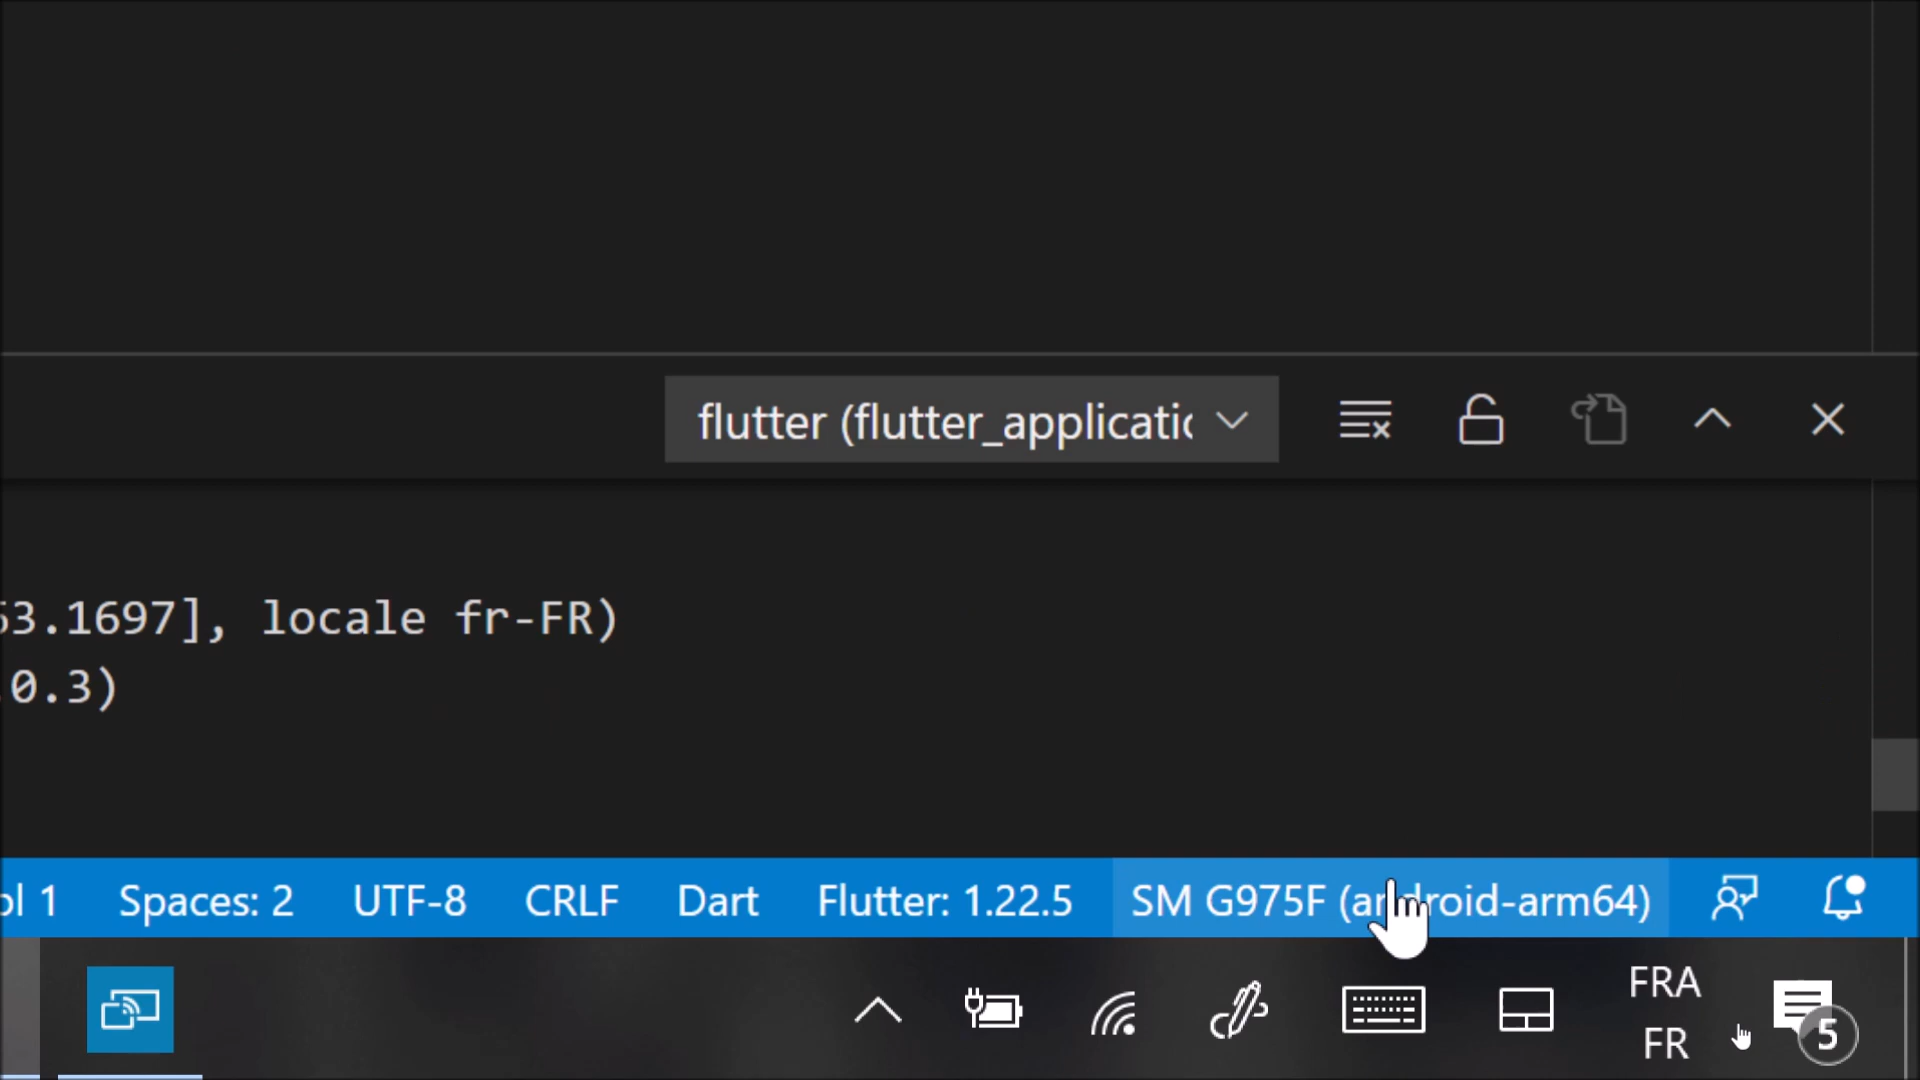 flutter (flutter_applicatic
53.1697], locale fr-FR)
.0.3)
ol 1 Spaces: 2 UTF-8 CRLF Dart Flutter: 1.22.5 SM G975F (android-arm64)
FRA
FR
5